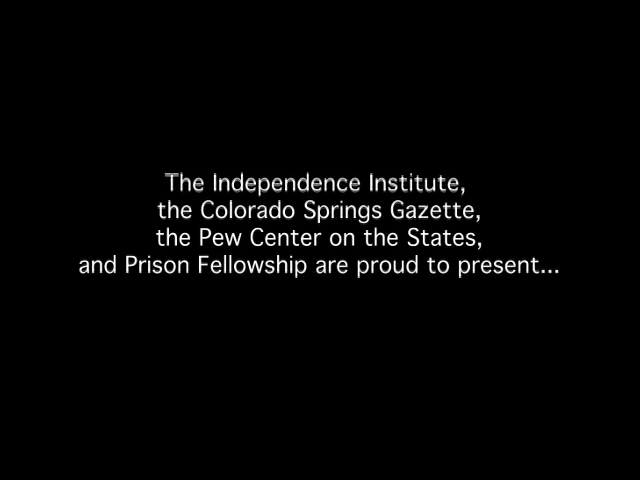 The Independence Institute,
the Colorado Springs Gazette,
the Pew Center on the States,
and Prison Fellowship are proud to present...